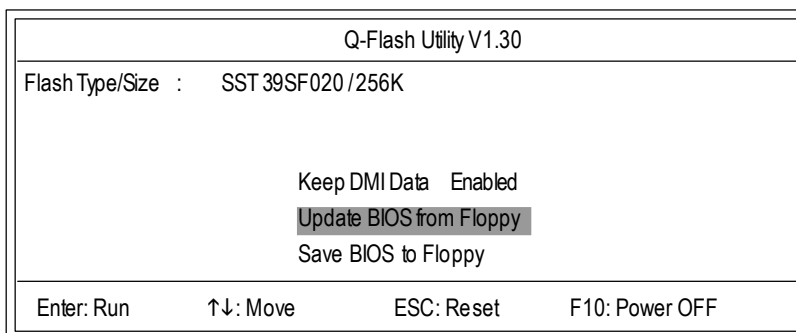 Q-Flash Utility V1.30
Flash Type/Size : SST 39SF020 / 256K
Keep DMI Data Enabled
Update BIOS from Floppy
Save BIOS to Floppy
Enter: Run ↑↓: Move ESC: Reset F10: Power OFF